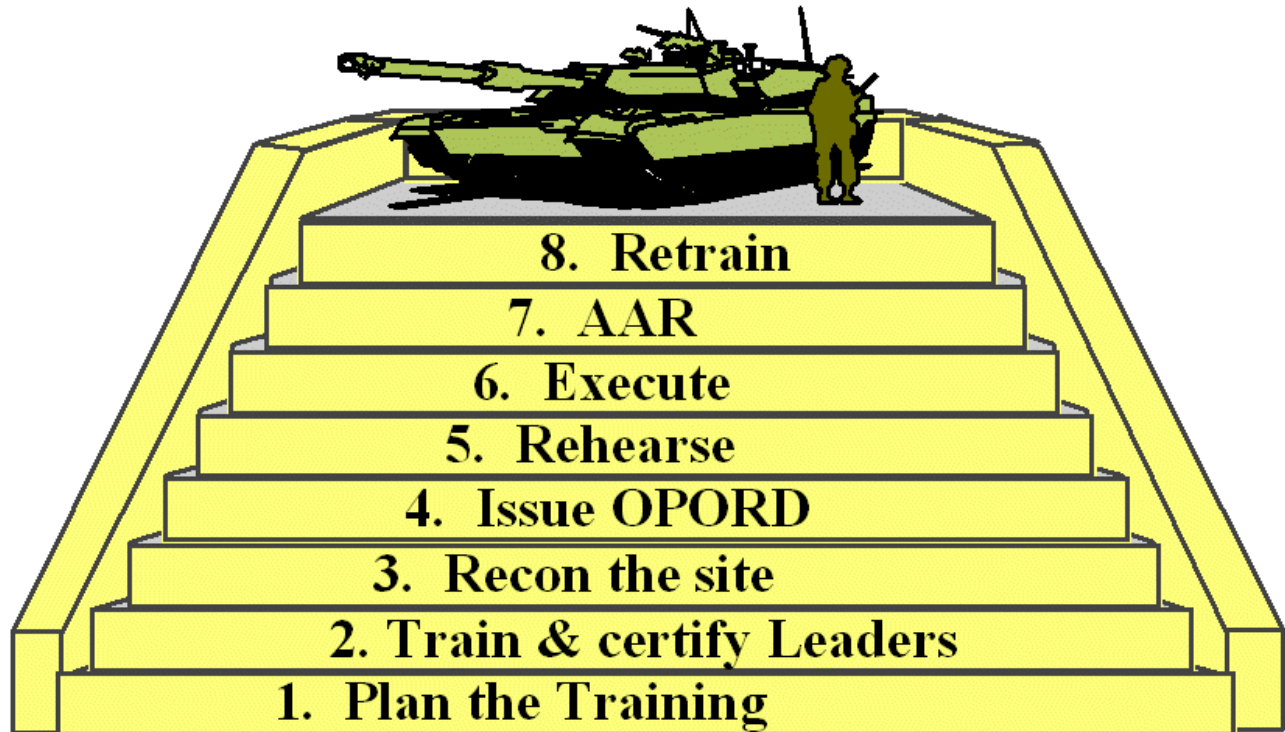 8. Retrain
7. AAR
6. Execute
5. Rehearse
4. Issue OPORD
3. Recon the site
2. Train & certify Leaders
1. Plan the Training